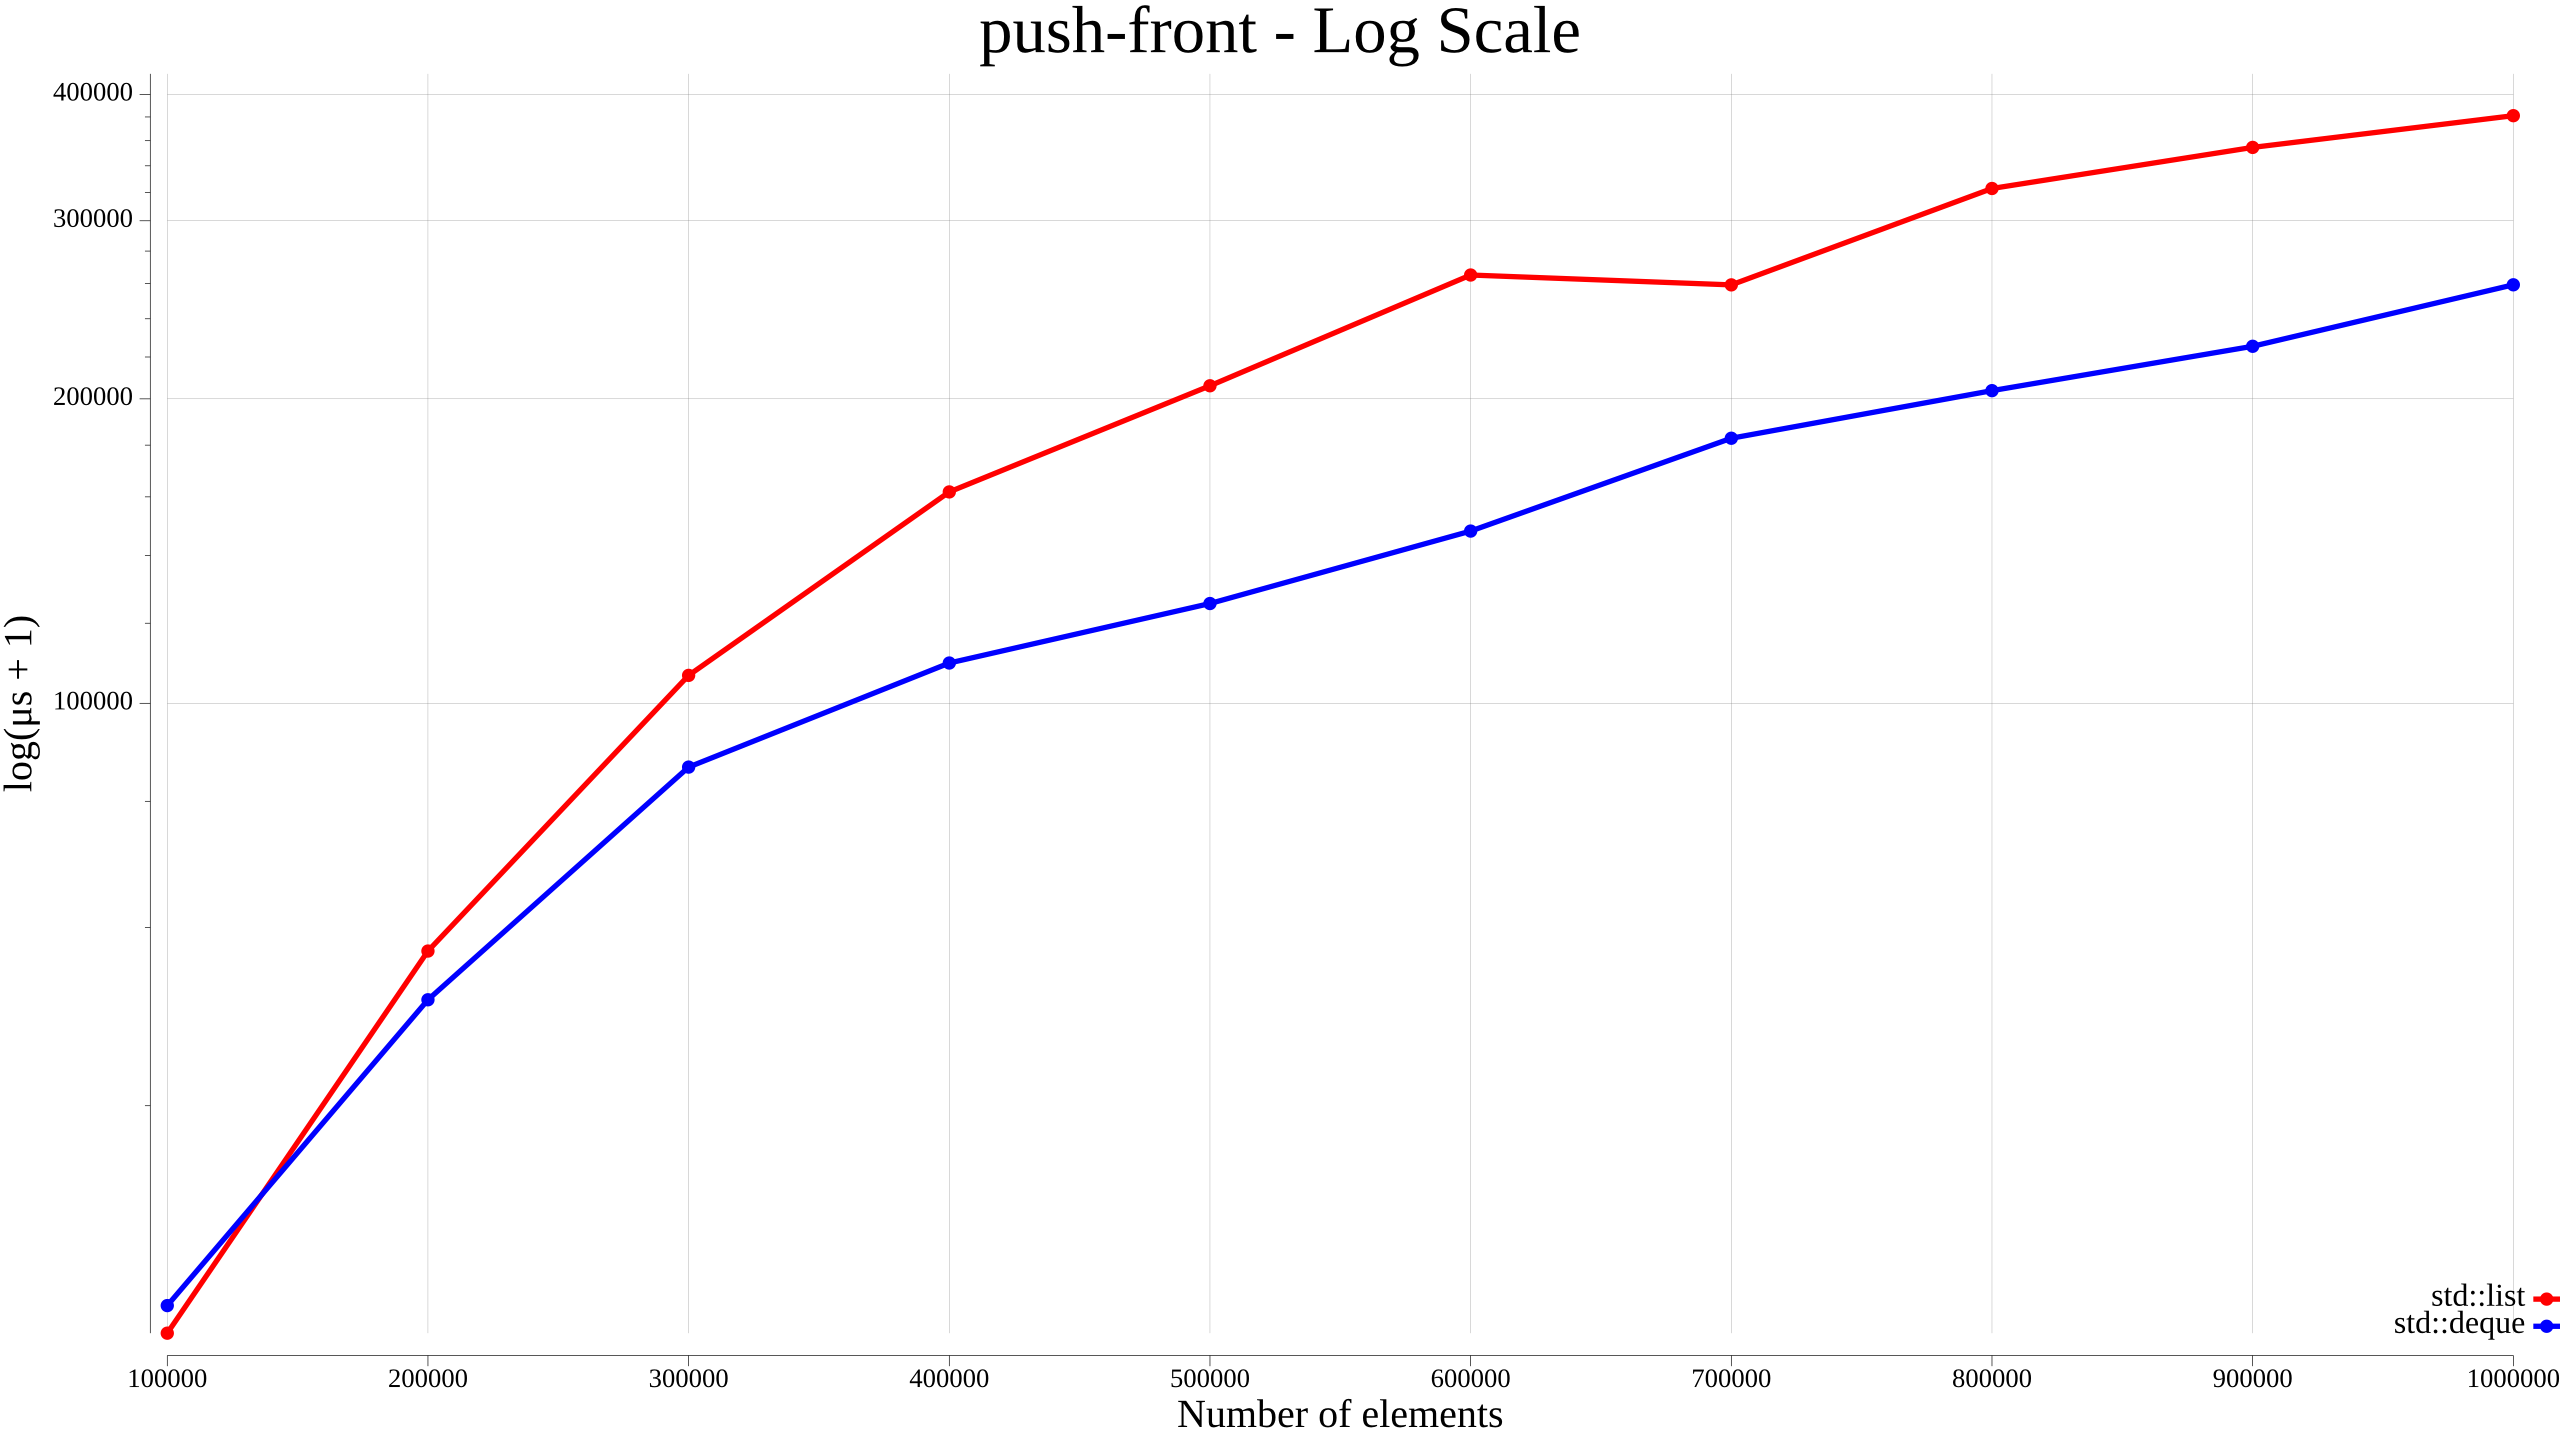 push-front - Log Scale
400000
300000
200000
100000
log(μs + 1)
std::list
std::deque
100000 200000 300000 400000 500000 600000 700000 800000 900000 1000000
Number of elements